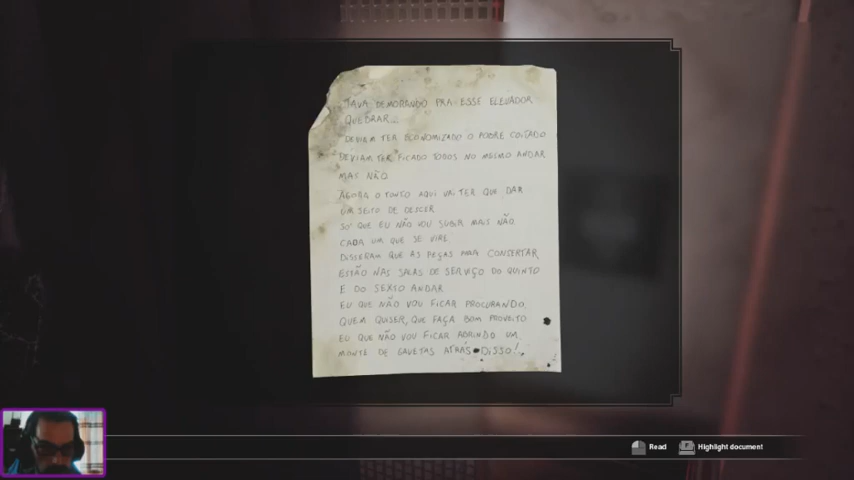 TAVA DEMORANDO PRA ESSE ELEVADOR
QUEBRAR...
DEVIAM TER ECONOMIZADO O POBRE COITADO
DEVIAM TER FICADO TODOS NO MESMO ANDAR
MAS NÃO
AGORA O TONTO AQUI VAI TER QUE DAR
UM JEITO DE DESCER
SÓ QUE EU NÃO VOU SUBIR MAIS NÃO
CADA UM QUE SE VIRE
DISSERAM QUE AS PEÇAS PARA CONSERTAR
ESTÃO NAS SALAS DE SERVIÇO DO QUINTO
E DO SEXTO ANDAR
EU QUE NÃO VOU FICAR PROCURANDO,
QUEM QUISER, QUE FAÇA BOM PROVEITO
EU QUE NÃO VOU FICAR ABRINDO UM
MONTE DE GAVETAS ATRÁS DISSO!
Read
Highlight document